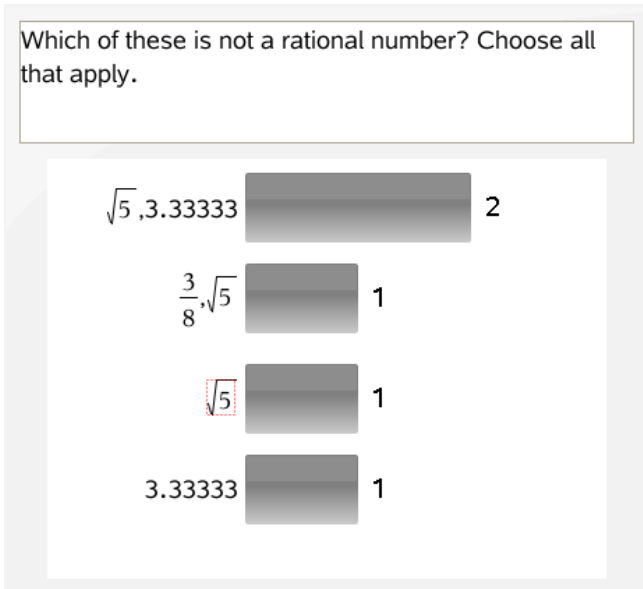 Which of these is not a rational number? Choose all
that apply.
√5,3.33333 2
3/8,√5 1
√5 1
3.33333 1